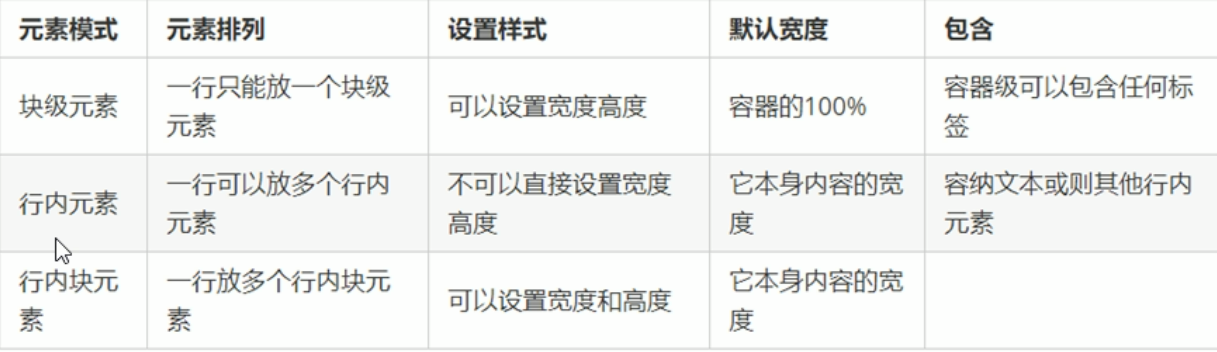 元素模式 元素排列 设置样式 默认宽度 包含
块级元素 一行只能放一个块级 可以设置宽度高度 容器的100% 容器级可以包含任何标
元素 签
行内元素 一行可以放多个行内 不可以直接设置宽度 它本身内容的宽 容纳文本或则其他行内
元素 高度 度 元素
行内块元 一行放多个行内块元 可以设置宽度和高度 它本身内容的宽
素 素 度